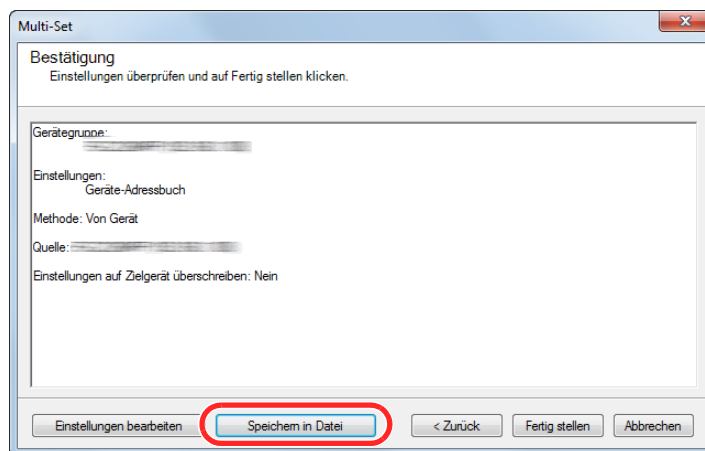 Multi-Set
Bestätigung
Einstellungen überprüfen und auf Fertig stellen klicken.
Gerätegruppe:
Einstellungen:
Geräte-Adressbuch
Methode: Von Gerät
Quelle:
Einstellungen auf Zielgerät überschreiben: Nein
Einstellungen bearbeiten Speichern in Datei < Zurück Fertig stellen Abbrechen